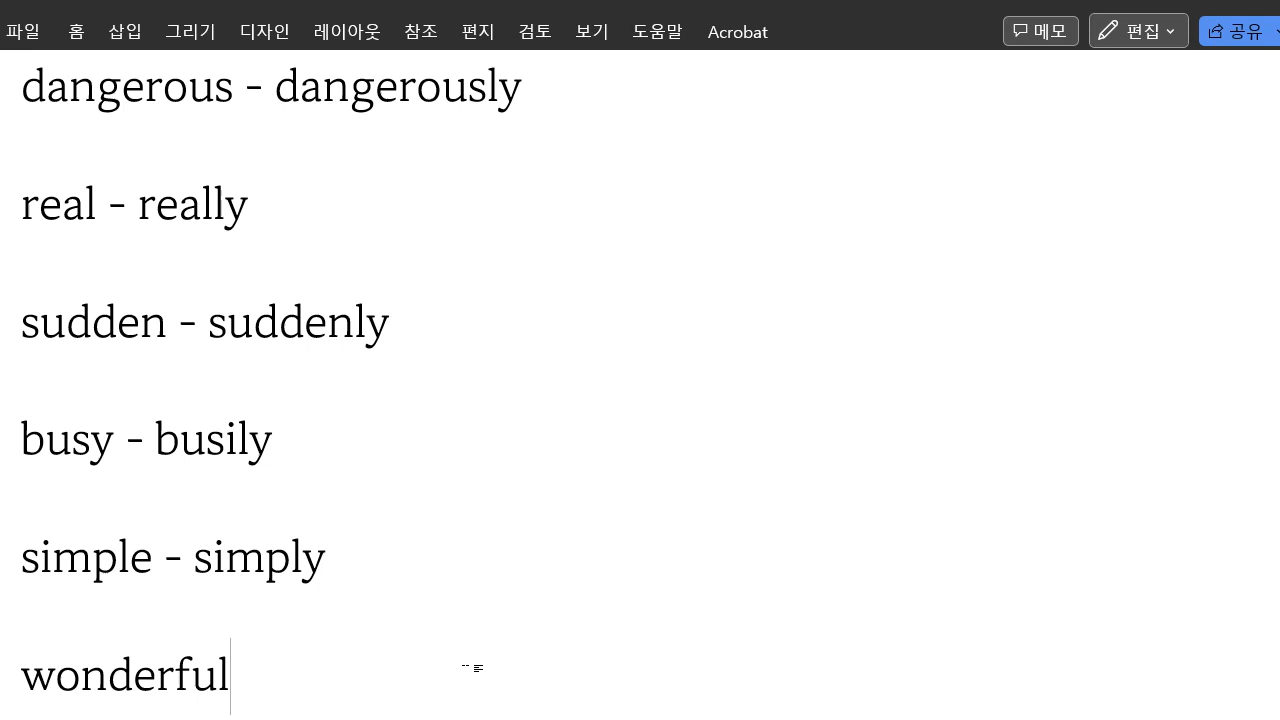 파일 홈 삽입 그리기 디자인 레이아웃 참조 편지 검토 보기 도움말 Acrobat 메모 편집 공유
dangerous - dangerously
real - really
sudden - suddenly
busy - busily
simple - simply
wonderful